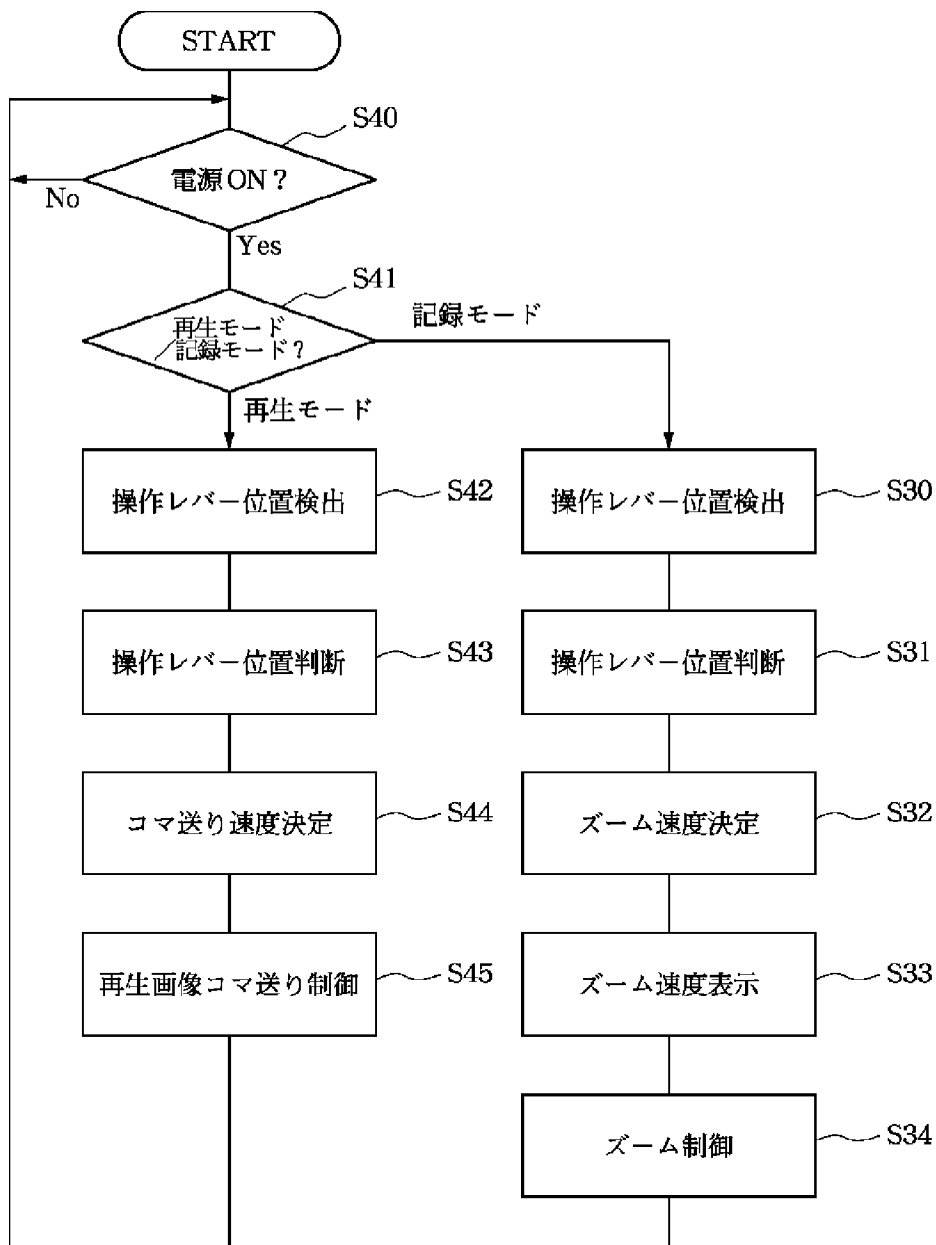 START
S40
電源ON?
No
Yes
S41
再生モード
記録モード?
記録モード
再生モード
操作レバー位置検出
S42
操作レバー位置判断
S43
コマ送り速度決定
S44
再生画像コマ送り制御
S45
操作レバー位置検出
S30
操作レバー位置判断
S31
ズーム速度決定
S32
ズーム速度表示
S33
ズーム制御
S34